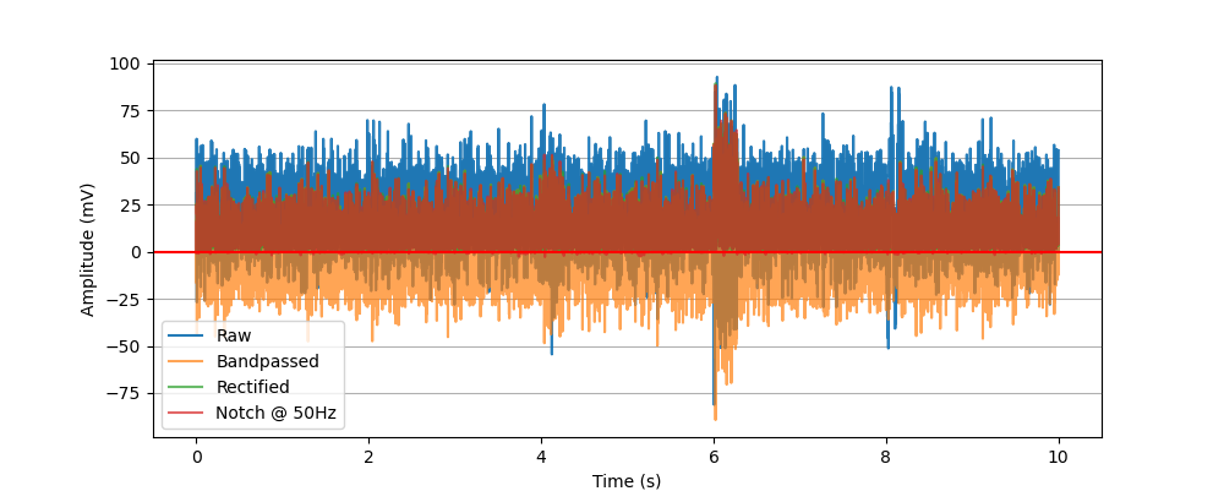 100
75
50
25
0
−25
−50
−75
Amplitude (mV)
Raw
Bandpassed
Rectified
Notch @ 50Hz
0 2 4 6 8 10
Time (s)